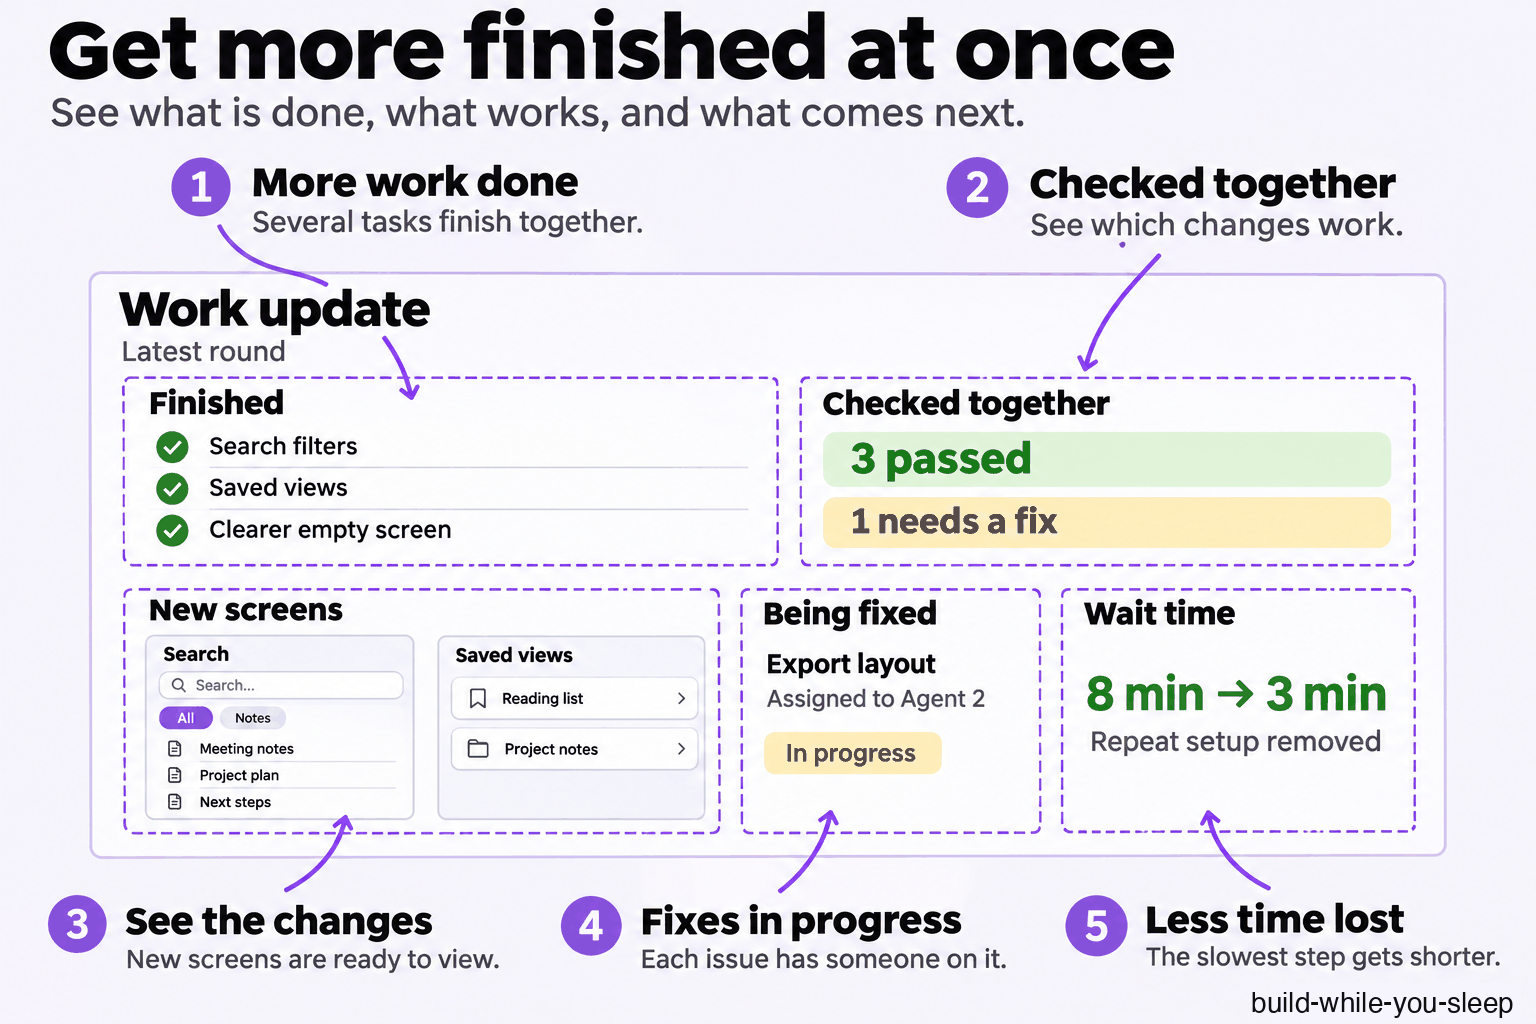 Get more finished at once
See what is done, what works, and what comes next.
1 More work done
Several tasks finish together.
2 Checked together
See which changes work.
Work update
Latest round
Finished
Search filters
Saved views
Clearer empty screen
Checked together
3 passed
1 needs a fix
New screens
Search
Search...
All Notes
Meeting notes
Project plan
Next steps
Saved views
Reading list
Project notes
Being fixed
Export layout
Assigned to Agent 2
In progress
Wait time
8 min → 3 min
Repeat setup removed
3 See the changes
New screens are ready to view.
4 Fixes in progress
Each issue has someone on it.
5 Less time lost
The slowest step gets shorter.
build-while-you-sleep